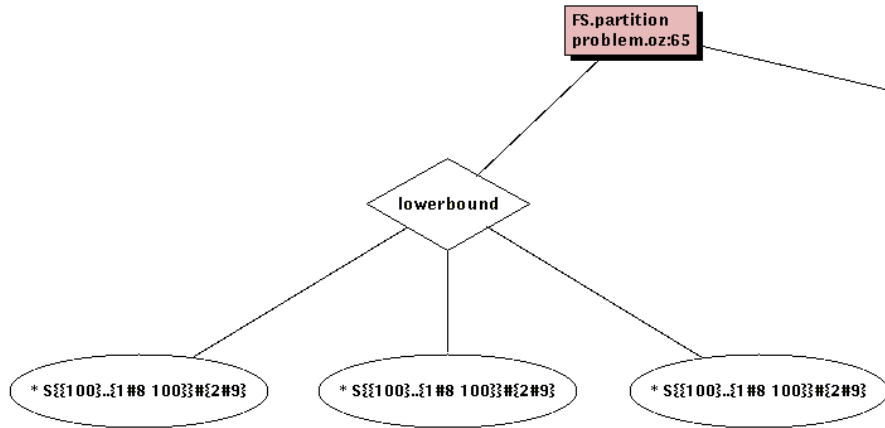 FS.partition
problem.oz:65
lowerbound
* S{{100}..{1#8 100}}#{2#9}
* S{{100}..{1#8 100}}#{2#9}
* S{{100}..{1#8 100}}#{2#9}